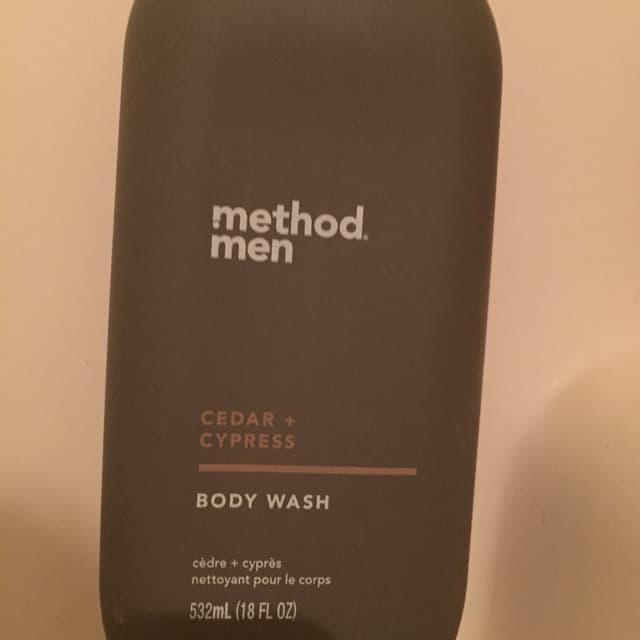 method.
men
CEDAR +
CYPRESS
BODY WASH
cèdre + cyprès
nettoyant pour le corps
532mL (18 FL OZ)